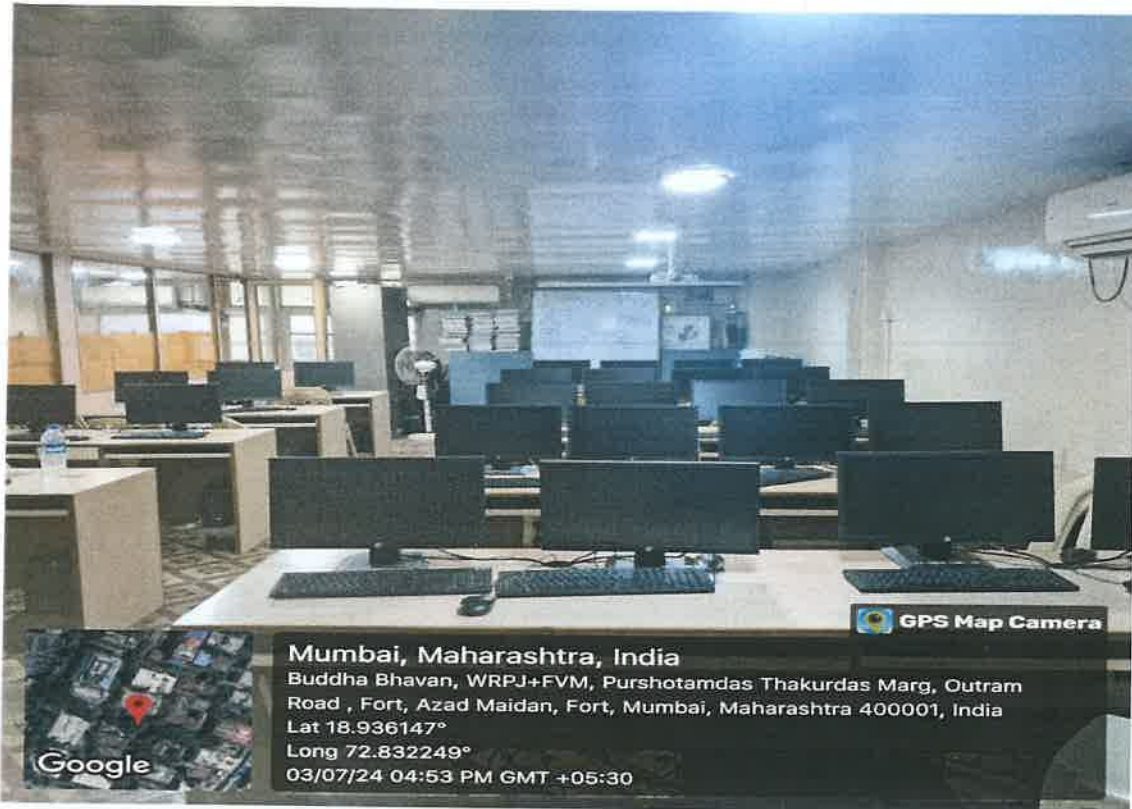 GPS Map Camera
Mumbai, Maharashtra, India
Buddha Bhavan, WRPJ+FVM, Purshotamdas Thakurdas Marg, Outram
Road , Fort, Azad Maidan, Fort, Mumbai, Maharashtra 400001, India
Lat 18.936147°
Long 72.832249°
03/07/24 04:53 PM GMT +05:30
Google